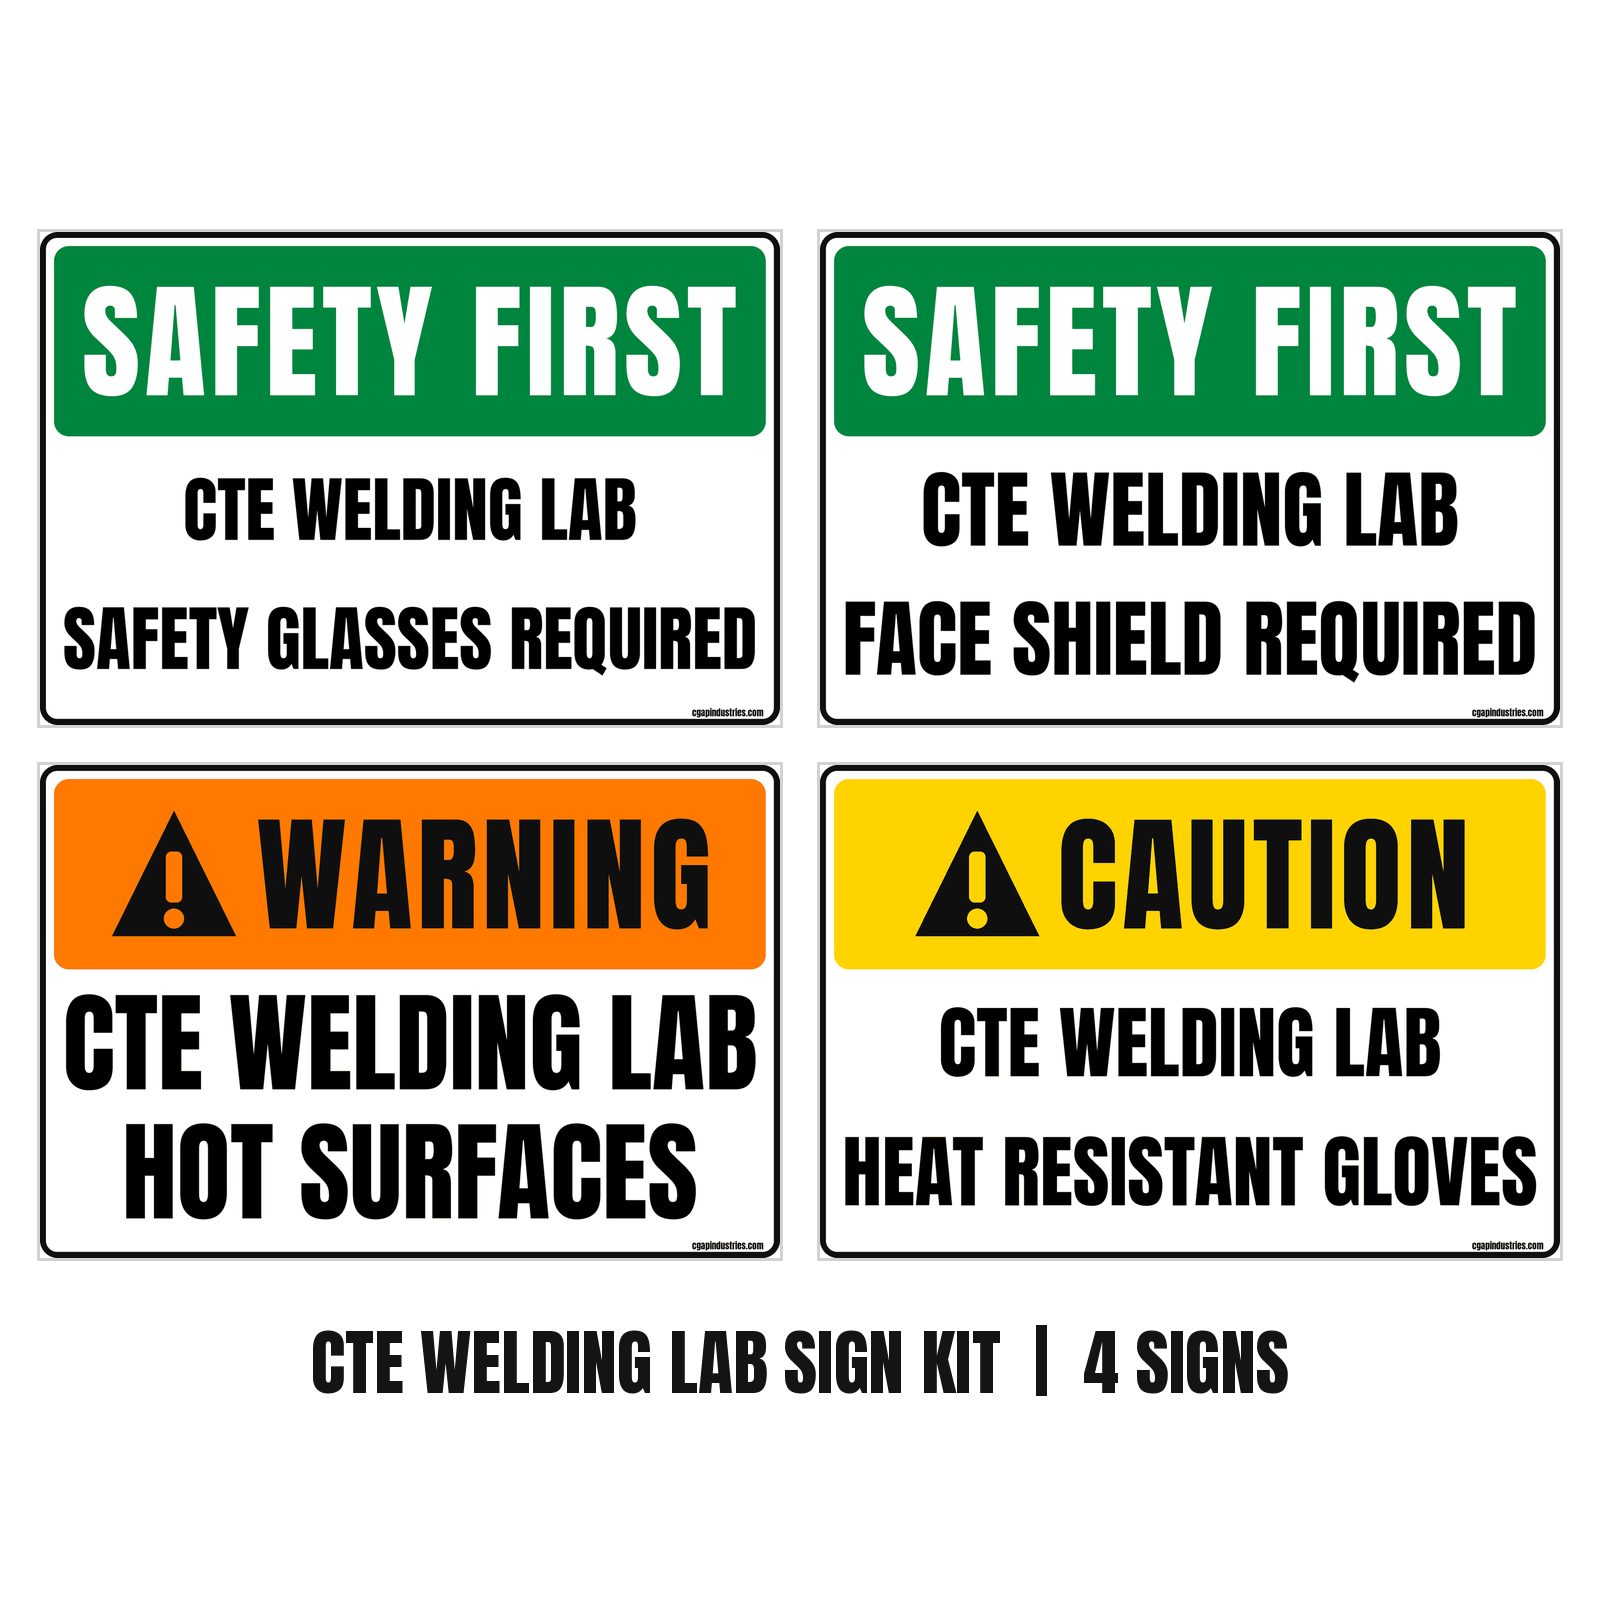 SAFETY FIRST
CTE WELDING LAB
SAFETY GLASSES REQUIRED
cgapindustries.com
SAFETY FIRST
CTE WELDING LAB
FACE SHIELD REQUIRED
cgapindustries.com
WARNING
CTE WELDING LAB
HOT SURFACES
cgapindustries.com
CAUTION
CTE WELDING LAB
HEAT RESISTANT GLOVES
cgapindustries.com
CTE WELDING LAB SIGN KIT | 4 SIGNS